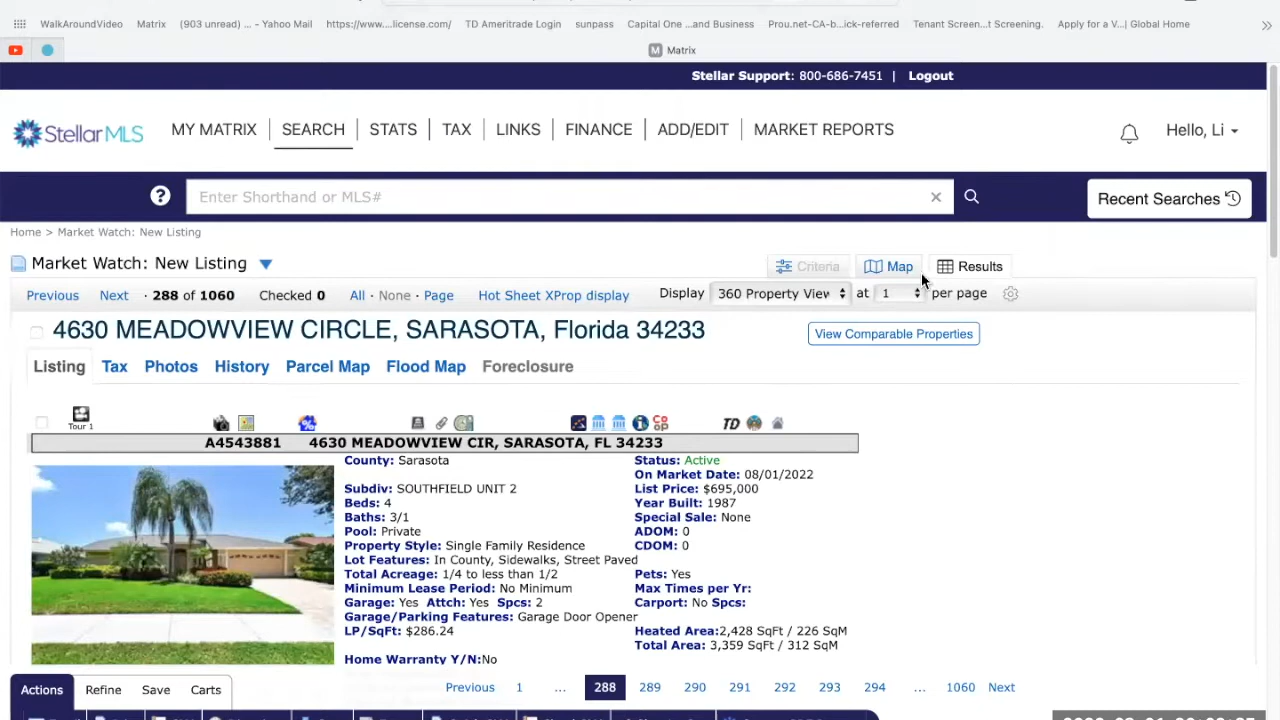 WalkAroundVideo Matrix (903 unread) ... - Yahoo Mail https://www....license.com/ TD Ameritrade Login sunpass Capital One ...and Business Prou.net-CA-b...ick-referred Tenant Screen...t Screening. Apply for a V...| Global Home
M Matrix
Stellar Support: 800-686-7451 | Logout
StellarMLS MY MATRIX SEARCH STATS TAX LINKS FINANCE ADD/EDIT MARKET REPORTS Hello, Li
? Enter Shorthand or MLS# Recent Searches
Home > Market Watch: New Listing
Market Watch: New Listing Criteria Map Results
Previous Next · 288 of 1060 Checked 0 All · None · Page Hot Sheet XProp display Display 360 Property View at 1 per page
4630 MEADOWVIEW CIRCLE, SARASOTA, Florida 34233 View Comparable Properties
Listing Tax Photos History Parcel Map Flood Map Foreclosure
Tour 1 TD
A4543881 4630 MEADOWVIEW CIR, SARASOTA, FL 34233
County: Sarasota Status: Active
On Market Date: 08/01/2022
Subdiv: SOUTHFIELD UNIT 2 List Price: $695,000
Beds: 4 Year Built: 1987
Baths: 3/1 Special Sale: None
Pool: Private ADOM: 0
Property Style: Single Family Residence CDOM: 0
Lot Features: In County, Sidewalks, Street Paved
Total Acreage: 1/4 to less than 1/2 Pets: Yes
Minimum Lease Period: No Minimum Max Times per Yr:
Garage: Yes Attch: Yes Spcs: 2 Carport: No Spcs:
Garage/Parking Features: Garage Door Opener
LP/SqFt: $286.24 Heated Area:2,428 SqFt / 226 SqM
Total Area: 3,359 SqFt / 312 SqM
Home Warranty Y/N:No
Actions Refine Save Carts Previous 1 ... 288 289 290 291 292 293 294 ... 1060 Next